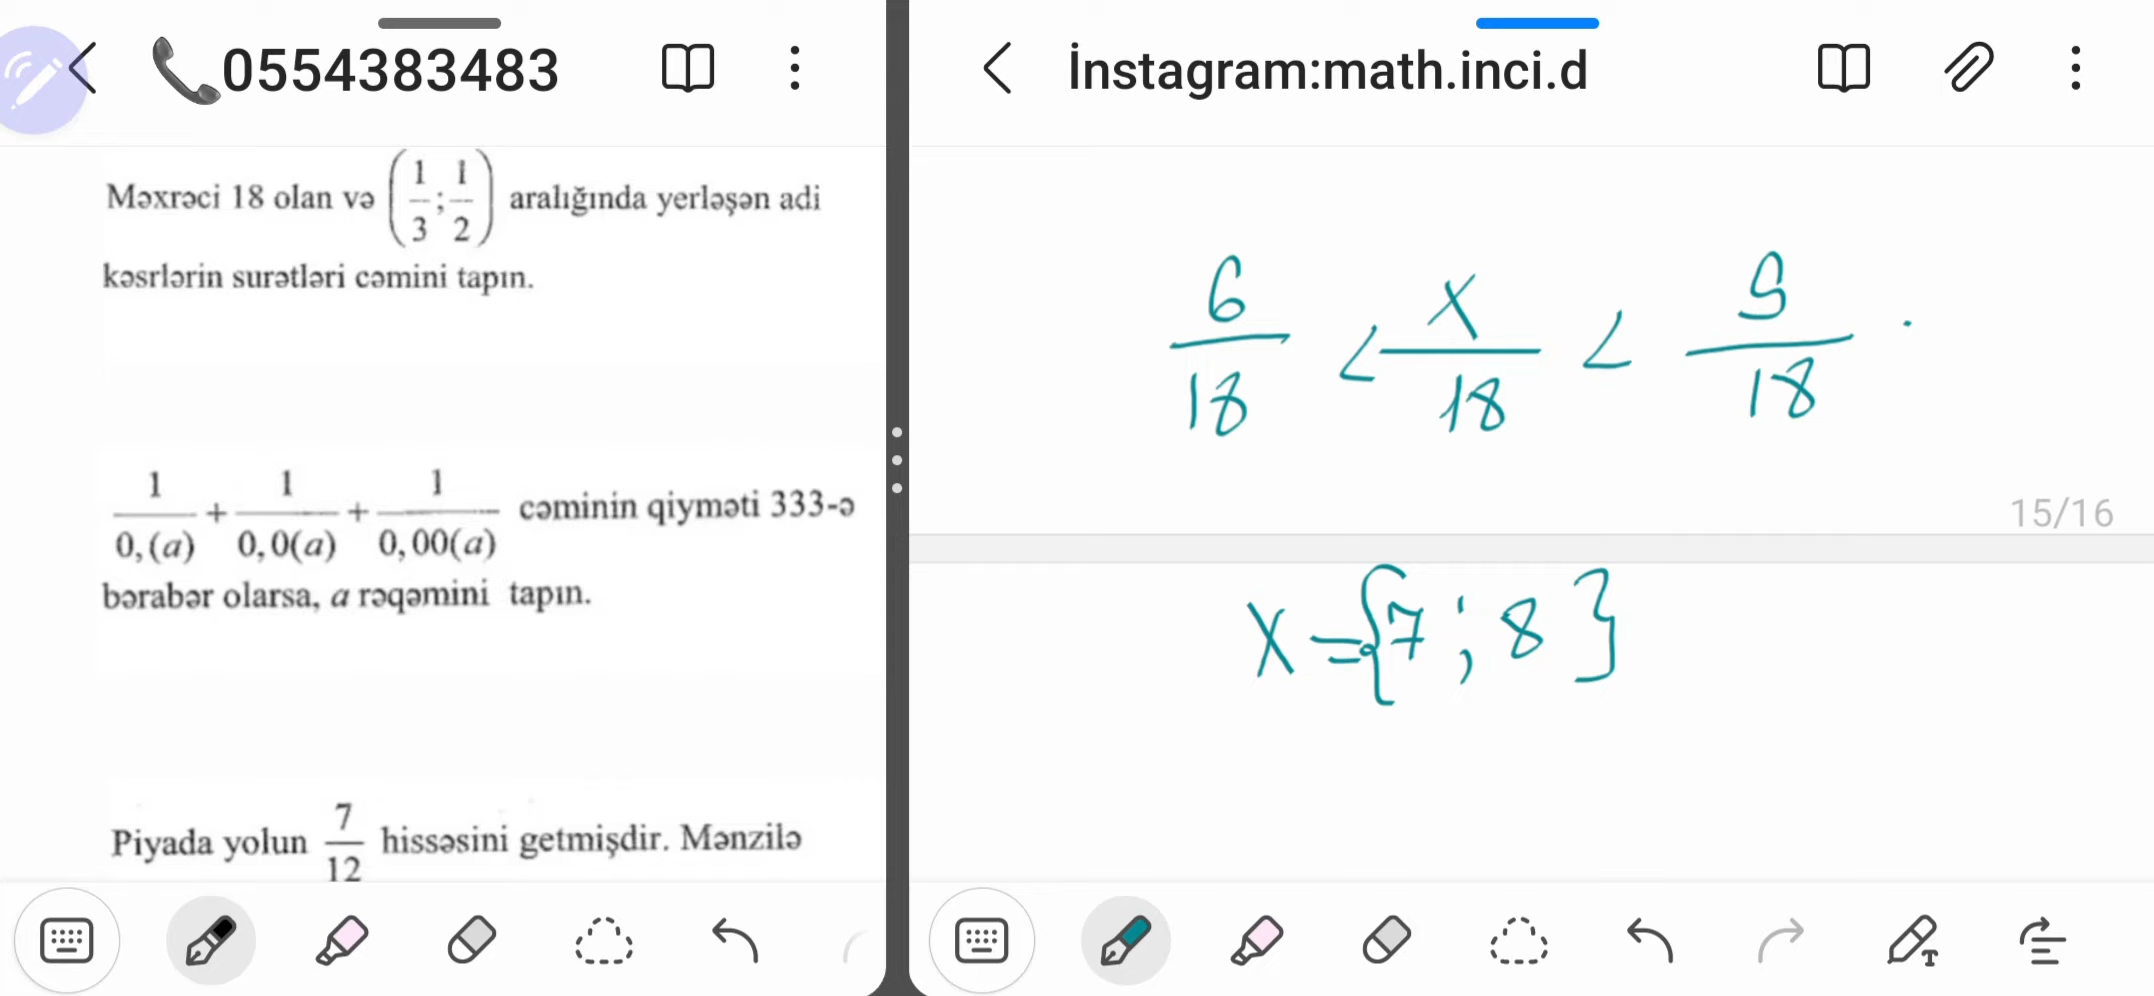 0554383483
Məxrəci 18 olan və (1/3; 1/2) aralığında yerləşən adi
kəsrlərin surətləri cəmini tapın.
1/0,(a) + 1/0,0(a) + 1/0,00(a) cəminin qiyməti 333-ə
bərabər olarsa, a rəqəmini tapın.
Piyada yolun 7/12 hissəsini getmişdir. Mənzilə
İnstagram:math.inci.d
6/18 < x/18 < 9/18 .
15/16
x={7;8}
T